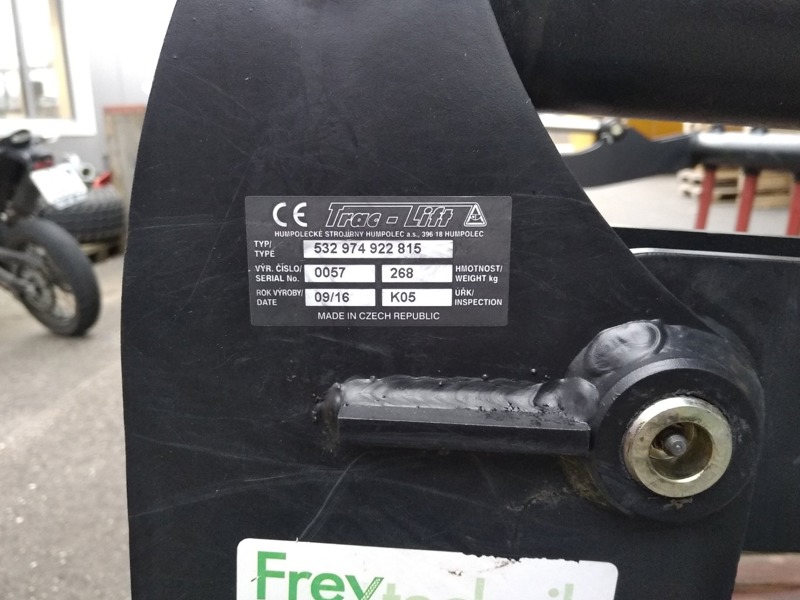 CE Trac-Lift
HUMPOLECKÉ STROJÍRNY HUMPOLEC a.s., 396 18 HUMPOLEC
TYP/ TYPE 532 974 922 815
VÝR. ČÍSLO/ SERIAL No. 0057 268 HMOTNOST/ WEIGHT kg
ROK VÝROBY/ DATE 09/16 K05 ÚŘK/ INSPECTION
MADE IN CZECH REPUBLIC
Frey